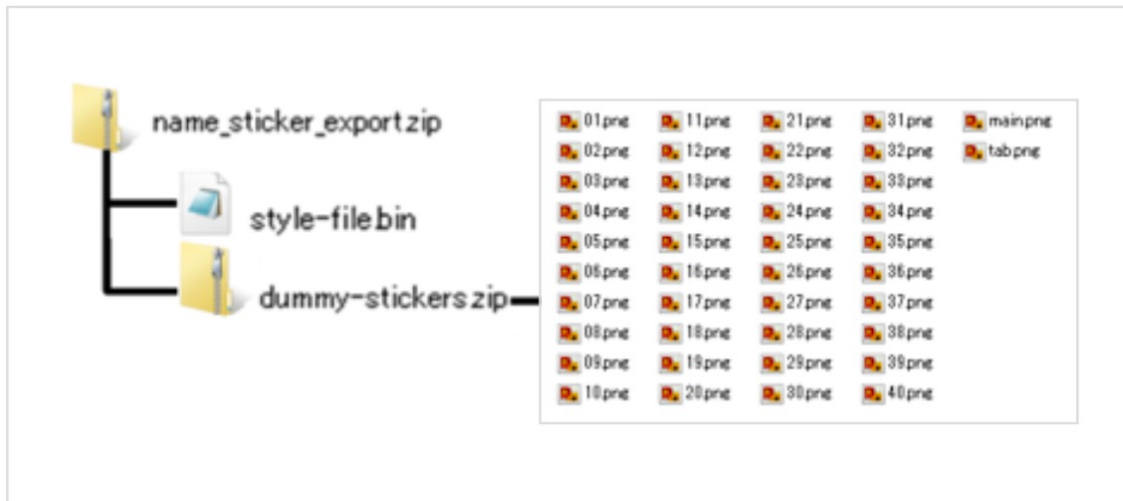 name_sticker_export.zip
style-file.bin
dummy-stickers.zip
01.png 11.png 21.png 31.png main.png
02.png 12.png 22.png 32.png tab.png
03.png 13.png 23.png 33.png
04.png 14.png 24.png 34.png
05.png 15.png 25.png 35.png
06.png 16.png 26.png 36.png
07.png 17.png 27.png 37.png
08.png 18.png 28.png 38.png
09.png 19.png 29.png 39.png
10.png 20.png 30.png 40.png